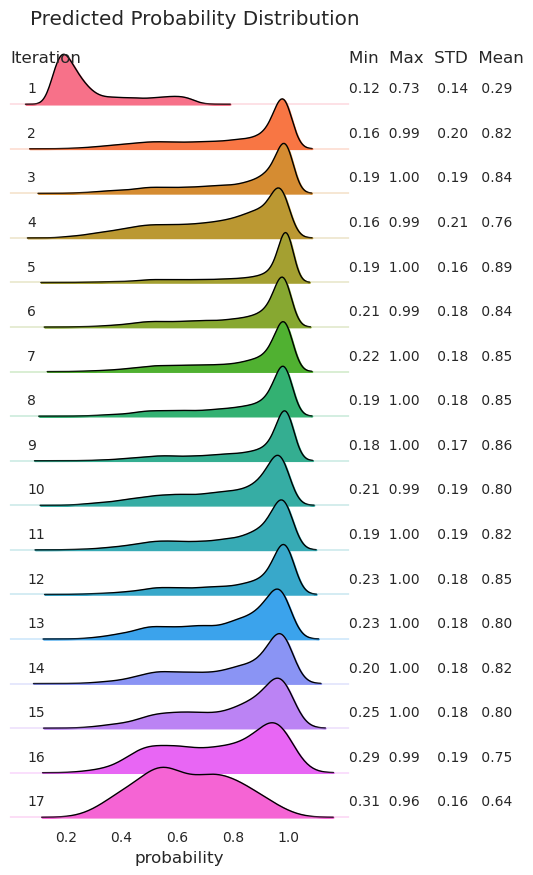 Predicted Probability Distribution
Iteration Min Max STD Mean
1 0.12 0.73 0.14 0.29
2 0.16 0.99 0.20 0.82
3 0.19 1.00 0.19 0.84
4 0.16 0.99 0.21 0.76
5 0.19 1.00 0.16 0.89
6 0.21 0.99 0.18 0.84
7 0.22 1.00 0.18 0.85
8 0.19 1.00 0.18 0.85
9 0.18 1.00 0.17 0.86
10 0.21 0.99 0.19 0.80
11 0.19 1.00 0.19 0.82
12 0.23 1.00 0.18 0.85
13 0.23 1.00 0.18 0.80
14 0.20 1.00 0.18 0.82
15 0.25 1.00 0.18 0.80
16 0.29 0.99 0.19 0.75
17 0.31 0.96 0.16 0.64
0.2 0.4 0.6 0.8 1.0
probability